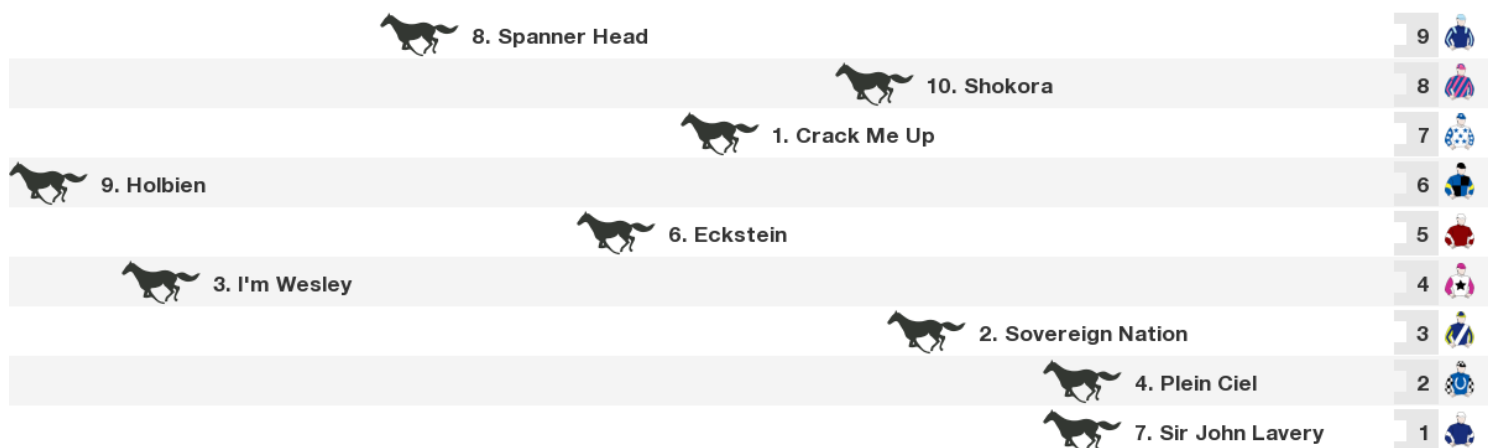 8. Spanner Head 9
10. Shokora 8
1. Crack Me Up 7
9. Holbien 6
6. Eckstein 5
3. I'm Wesley 4
2. Sovereign Nation 3
4. Plein Ciel 2
7. Sir John Lavery 1